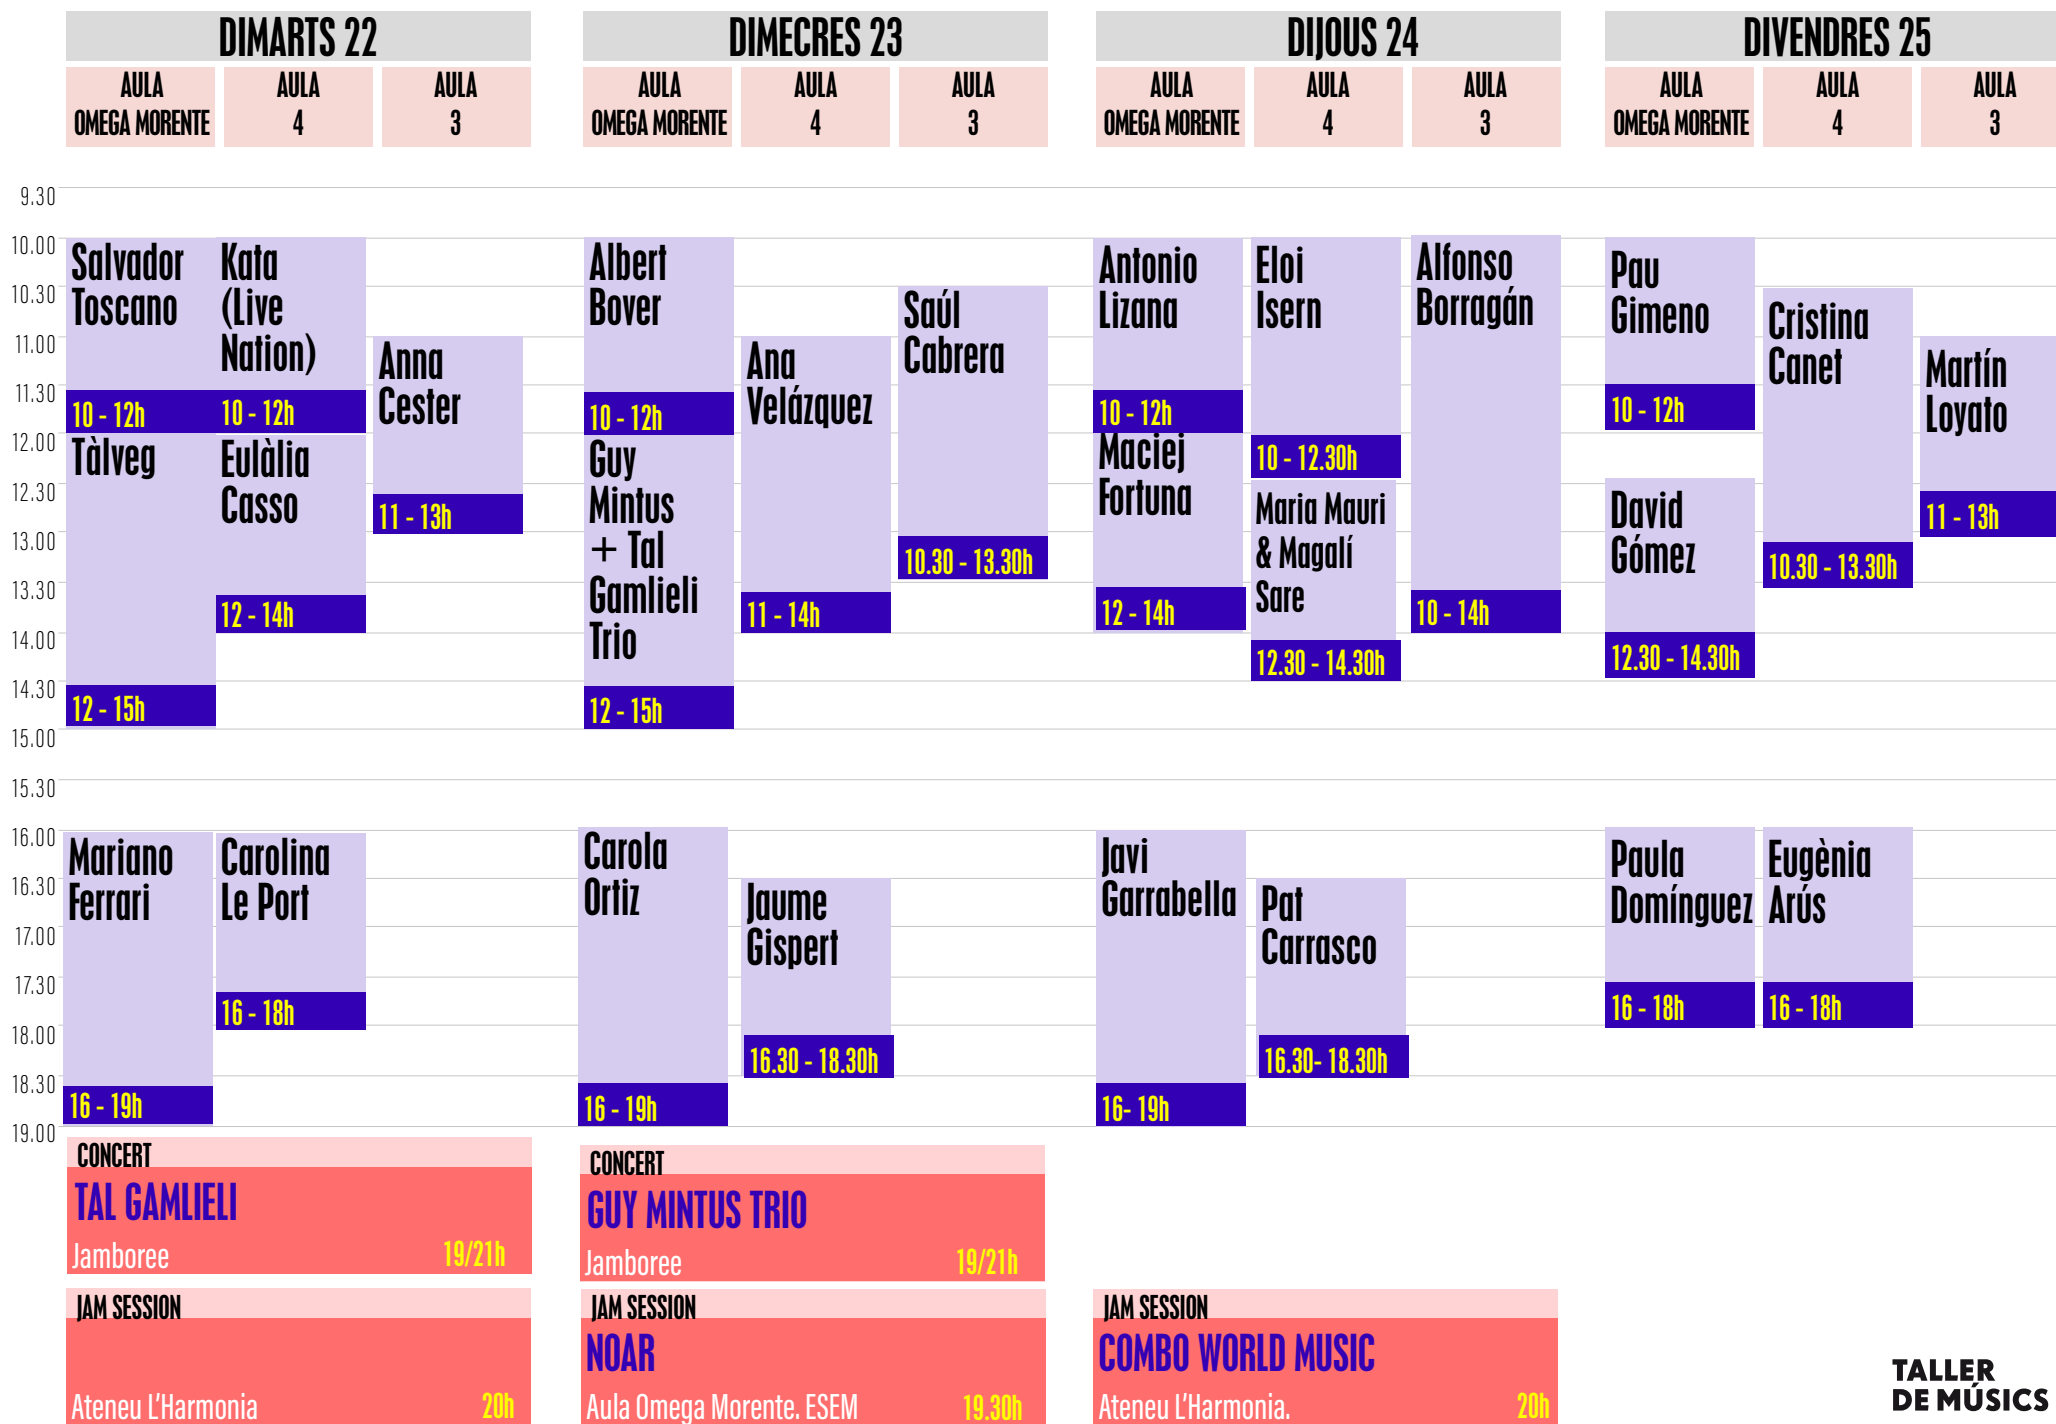 DIMARTS 22
AULA
OMEGA MORENTE
AULA
4
AULA
3
DIMECRES 23
AULA
OMEGA MORENTE
AULA
4
AULA
3
DIJOUS 24
AULA
OMEGA MORENTE
AULA
4
AULA
3
DIVENDRES 25
AULA
OMEGA MORENTE
AULA
4
AULA
3
9.30
10.00
10.30
11.00
11.30
12.00
12.30
13.00
13.30
14.00
14.30
15.00
15.30
16.00
16.30
17.00
17.30
18.00
18.30
19.00
Salvador
Toscano
10 - 12h
Tàlveg
12 - 15h
Kata
(Live
Nation)
10 - 12h
Eulàlia
Casso
12 - 14h
Anna
Cester
11 - 13h
Albert
Bover
10 - 12h
Guy
Mintus
+ Tal
Gamlieli
Trio
12 - 15h
Ana
Velázquez
11 - 14h
Saúl
Cabrera
10.30 - 13.30h
Antonio
Lizana
10 - 12h
Maciej
Fortuna
12 - 14h
Eloi
Isern
10 - 12.30h
Maria Mauri
& Magalí
Sare
12.30 - 14.30h
Alfonso
Borragán
10 - 14h
Pau
Gimeno
10 - 12h
David
Gómez
12.30 - 14.30h
Cristina
Canet
10.30 - 13.30h
Martín
Loyato
11 - 13h
Mariano
Ferrari
16 - 19h
Carolina
Le Port
16 - 18h
Carola
Ortiz
16 - 19h
Jaume
Gispert
16.30 - 18.30h
Javi
Garrabella
16- 19h
Pat
Carrasco
16.30- 18.30h
Paula
Domínguez
16 - 18h
Eugènia
Arús
16 - 18h
CONCERT
TAL GAMLIELI
Jamboree 19/21h
CONCERT
GUY MINTUS TRIO
Jamboree 19/21h
JAM SESSION
Ateneu L'Harmonia 20h
JAM SESSION
NOAR
Aula Omega Morente. ESEM 19.30h
JAM SESSION
COMBO WORLD MUSIC
Ateneu L'Harmonia. 20h
TALLER
DE MÚSICS